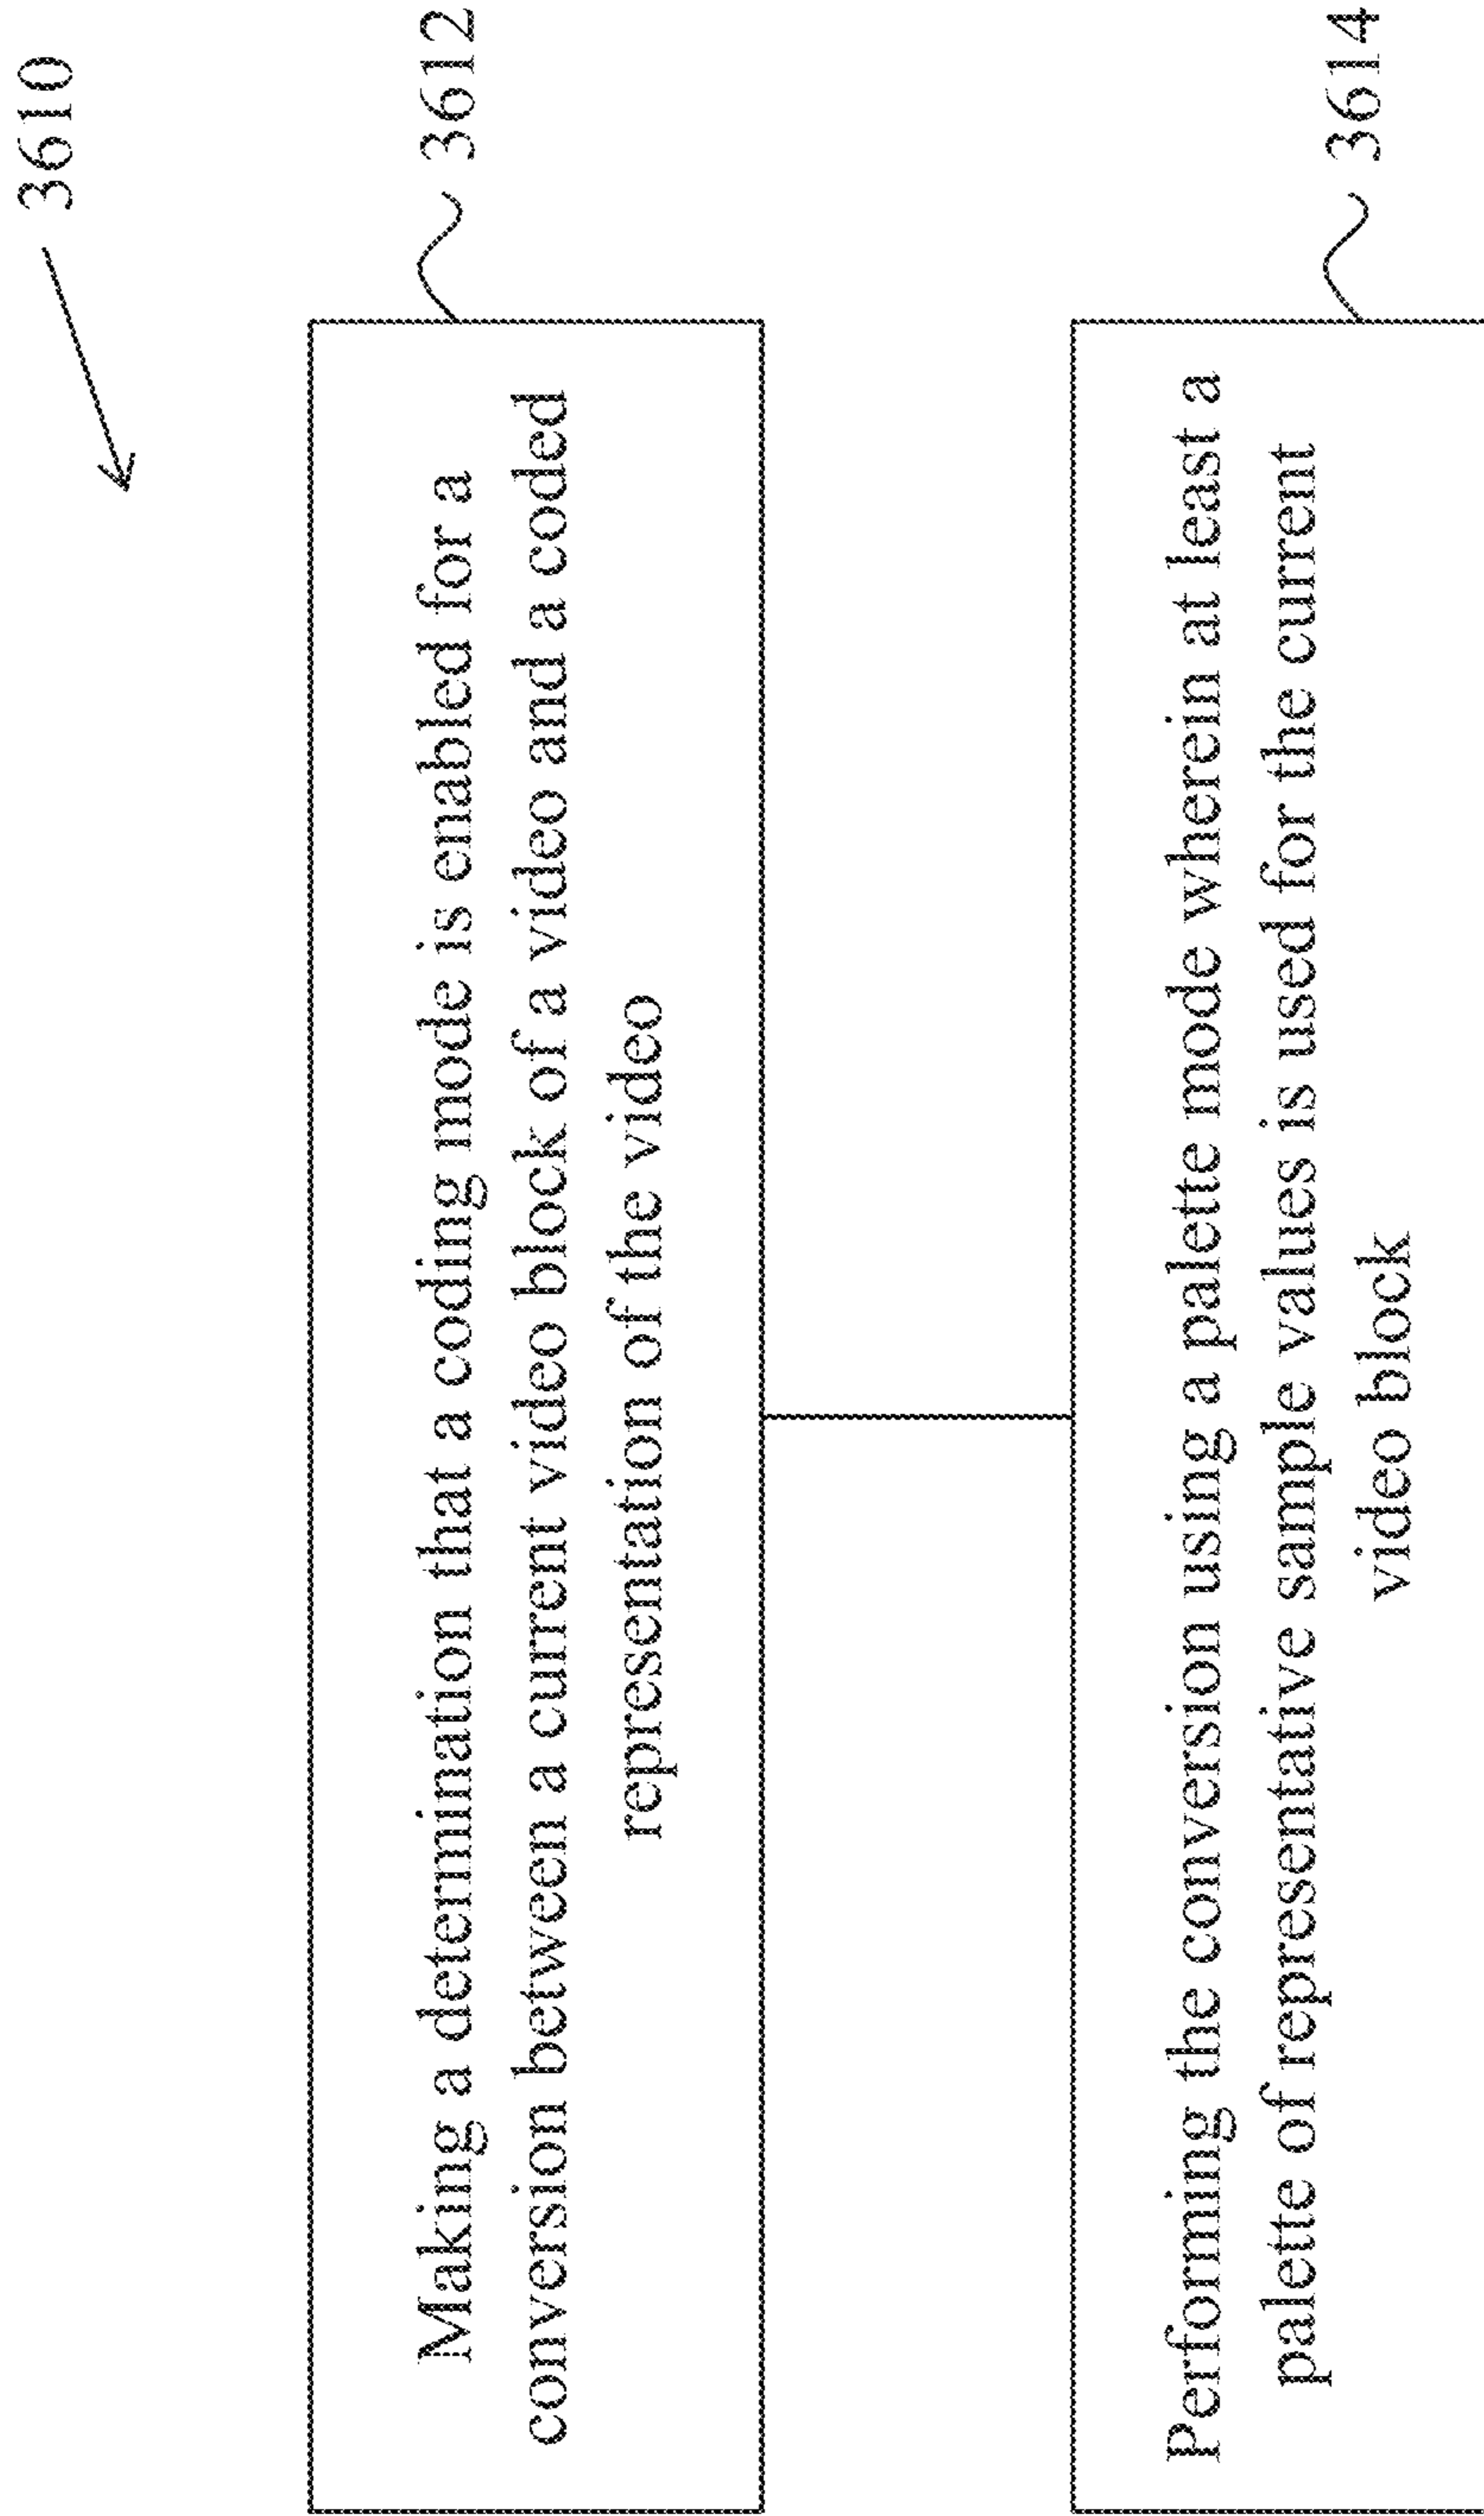 3610
Making a determination that a coding mode is enabled for a
conversion between a current video block of a video and a coded
representation of the video
3612
Performing the conversion using a palette mode wherein at least a
palette of representative sample values is used for the current
video block
3614